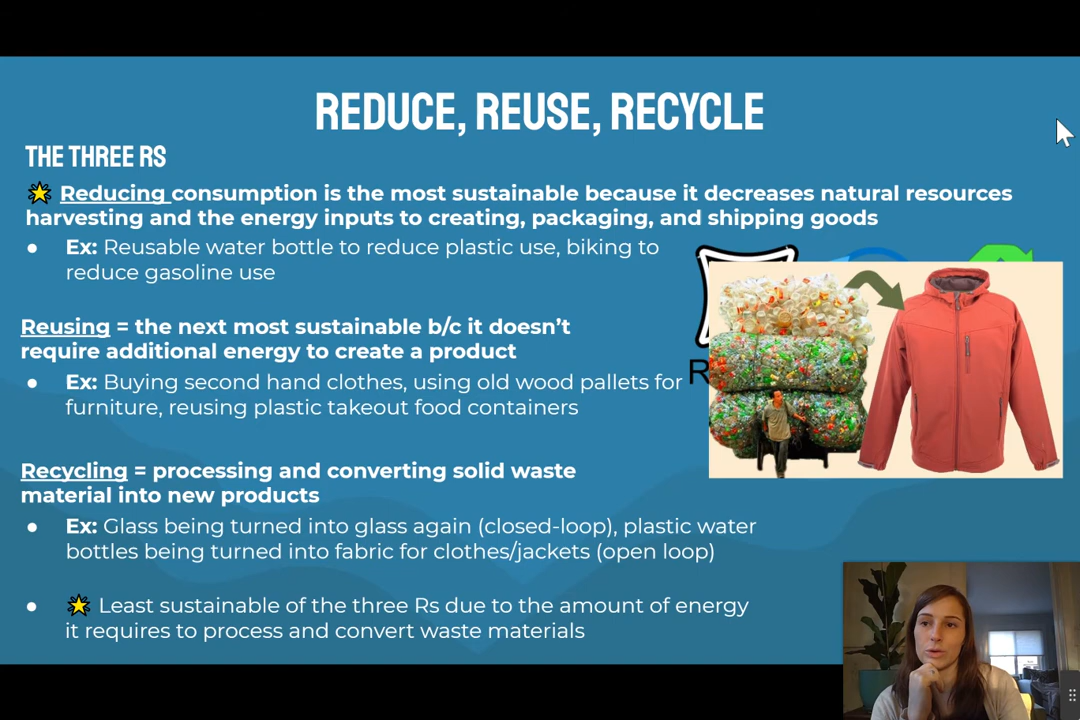 REDUCE, REUSE, RECYCLE
THE THREE RS
Reducing consumption is the most sustainable because it decreases natural resources
harvesting and the energy inputs to creating, packaging, and shipping goods
● Ex: Reusable water bottle to reduce plastic use, biking to
reduce gasoline use
Reusing = the next most sustainable b/c it doesn't
require additional energy to create a product
● Ex: Buying second hand clothes, using old wood pallets for
furniture, reusing plastic takeout food containers
R
Recycling = processing and converting solid waste
material into new products
● Ex: Glass being turned into glass again (closed-loop), plastic water
bottles being turned into fabric for clothes/jackets (open loop)
● Least sustainable of the three Rs due to the amount of energy
it requires to process and convert waste materials